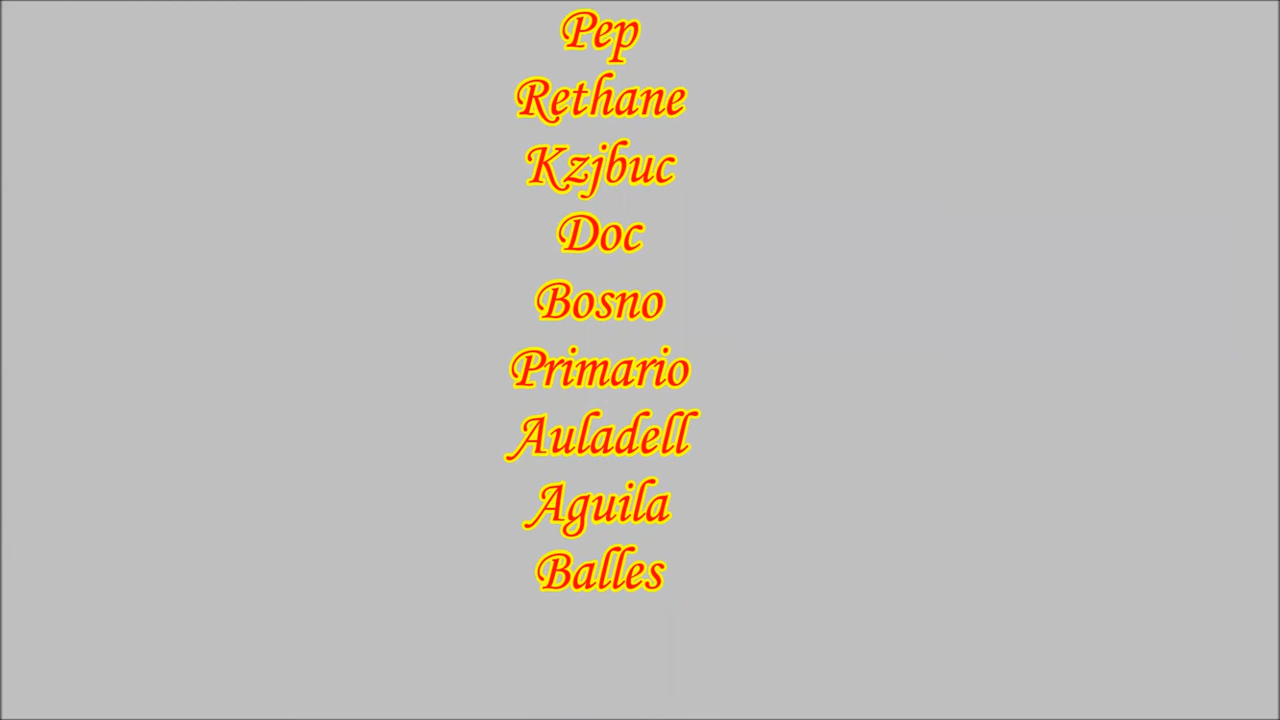 Pep
Rethane
Kzjbuc
Doc
Bosno
Primario
Auladell
Aguila
Balles